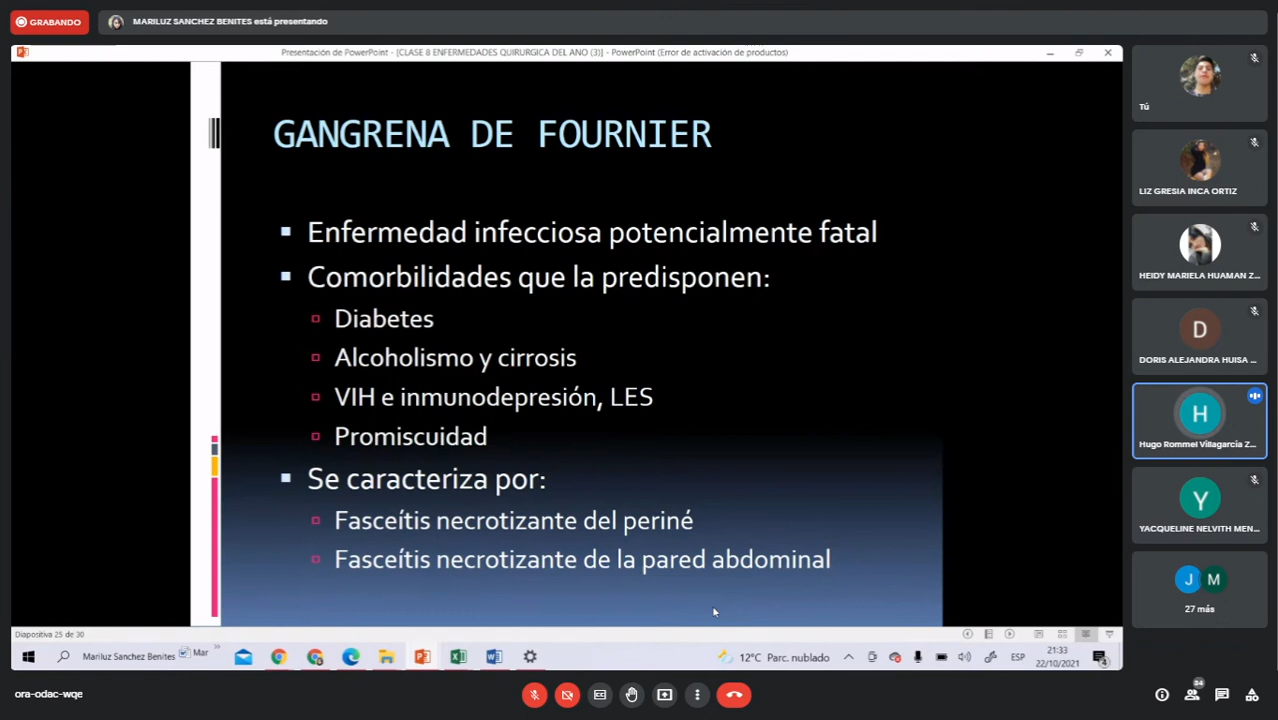 GRABANDO
MARILUZ SANCHEZ BENITES está presentando
Presentación de PowerPoint - [CLASE 8 ENFERMEDADES QUIRURGICA DEL ANO (3)] - PowerPoint (Error de activación de productos)
GANGRENA DE FOURNIER
Enfermedad infecciosa potencialmente fatal
Comorbilidades que la predisponen:
Diabetes
Alcoholismo y cirrosis
VIH e inmunodepresión, LES
Promiscuidad
Se caracteriza por:
Fasceítis necrotizante del periné
Fasceítis necrotizante de la pared abdominal
Diapositiva 25 de 30
Mariluz Sanchez Benites
Mar
12°C Parc. nublado
ESP
21:33
22/10/2021
4
Tú
LIZ GRESIA INCA ORTIZ
HEIDY MARIELA HUAMAN Z...
D
DORIS ALEJANDRA HUISA ...
H
Hugo Rommel Villagarcía Z...
Y
YACQUELINE NELVITH MEN...
J M
27 más
ora-odac-wqe
34